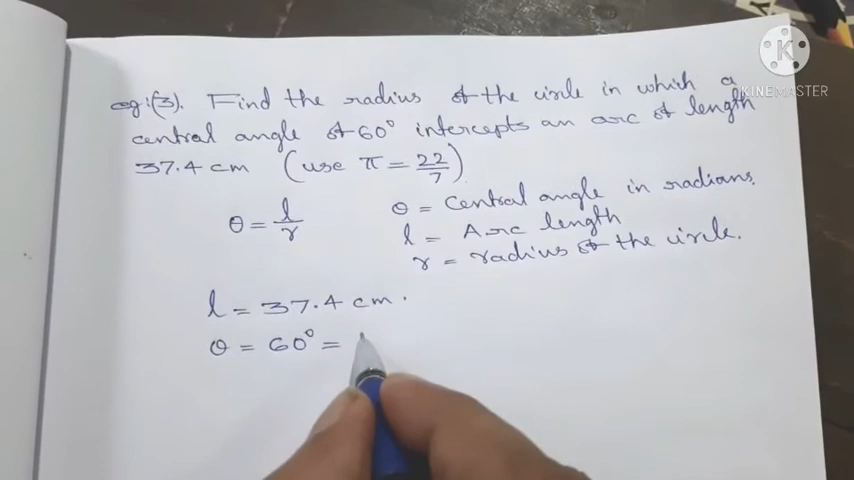 K
KINEMASTER
eg:(3). Find the radius of the circle in which a
central angle of 60° intercepts an arc of length
37.4 cm (use π = 22/7)
θ = l/r
θ = Central angle in radians.
l = Arc length
r = radius of the circle.
l = 37.4 cm.
θ = 60° =